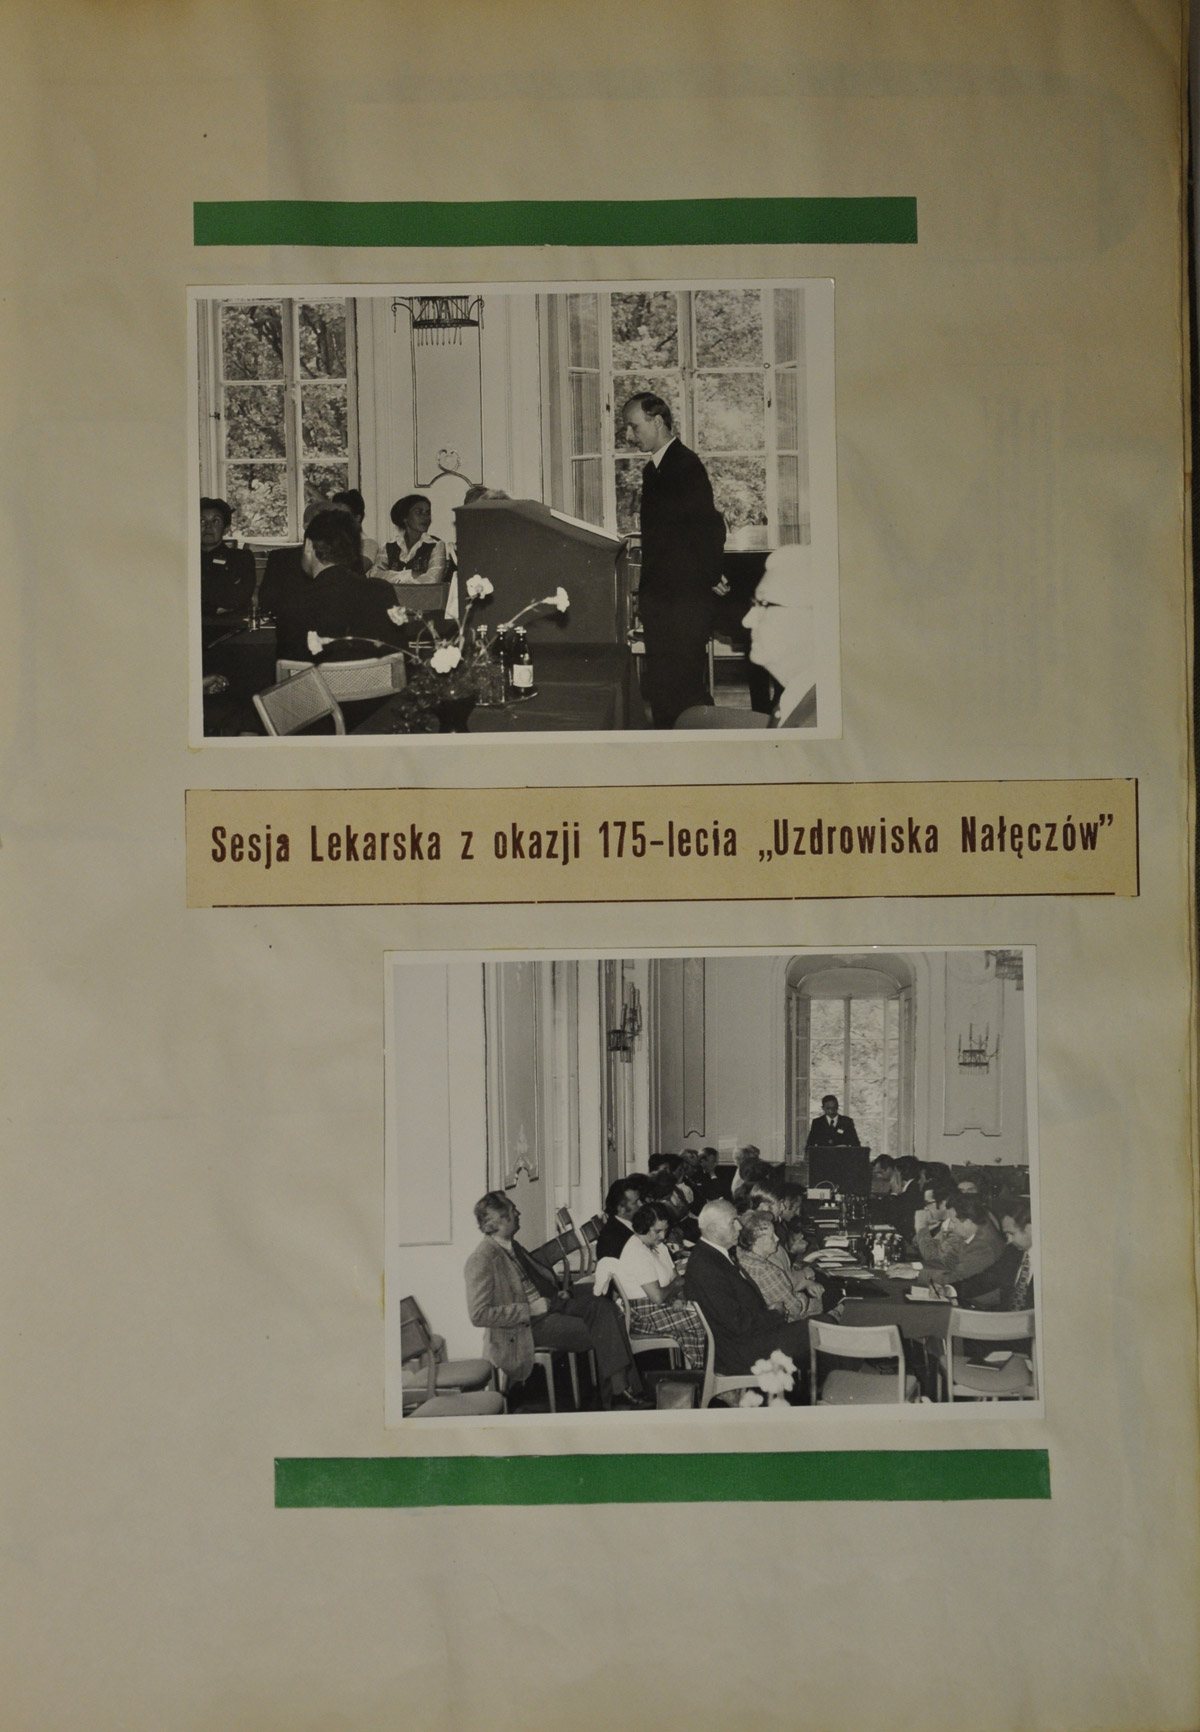 Sesja Lekarska z okazji 175-lecia „Uzdrowiska Nałęczów”